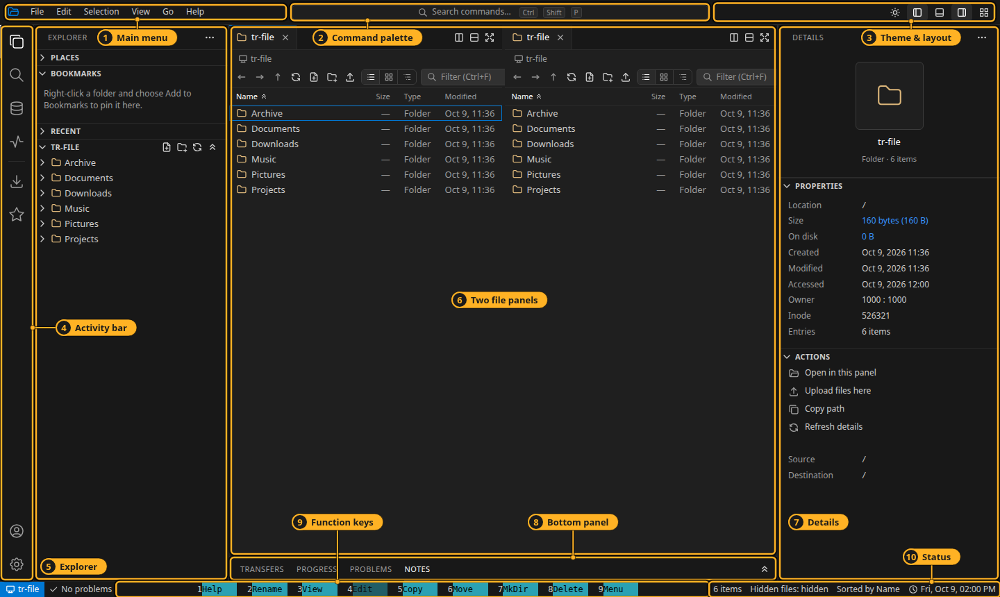 File Edit Selection View Go Help
Search commands... Ctrl Shift P
EXPLORER
1 Main menu
tr-file
2 Command palette
tr-file
DETAILS
3 Theme & layout
PLACES
BOOKMARKS
Right-click a folder and choose Add to
Bookmarks to pin it here.
RECENT
TR-FILE
Archive
Documents
Downloads
Music
Pictures
Projects
4 Activity bar
5 Explorer
tr-file
Filter (Ctrl+F)
Name Size Type Modified
Archive — Folder Oct 9, 11:36
Documents — Folder Oct 9, 11:36
Downloads — Folder Oct 9, 11:36
Music — Folder Oct 9, 11:36
Pictures — Folder Oct 9, 11:36
Projects — Folder Oct 9, 11:36
tr-file
Filter (Ctrl+F)
Name Size Type Modified
Archive — Folder Oct 9, 11:36
Documents — Folder Oct 9, 11:36
Downloads — Folder Oct 9, 11:36
Music — Folder Oct 9, 11:36
Pictures — Folder Oct 9, 11:36
Projects — Folder Oct 9, 11:36
6 Two file panels
tr-file
Folder · 6 items
PROPERTIES
Location /
Size 160 bytes (160 B)
On disk 0 B
Created Oct 9, 2026 11:36
Modified Oct 9, 2026 11:36
Accessed Oct 9, 2026 12:00
Owner 1000 : 1000
Inode 526321
Entries 6 items
ACTIONS
Open in this panel
Upload files here
Copy path
Refresh details
Source /
Destination /
7 Details
9 Function keys
8 Bottom panel
10 Status
TRANSFERS PROGRESS PROBLEMS NOTES
tr-file No problems 1Help 2Rename 3View 4Edit 5Copy 6Move 7MkDir 8Delete 9Menu 6 items Hidden files: hidden Sorted by Name Fri, Oct 9, 02:00 PM